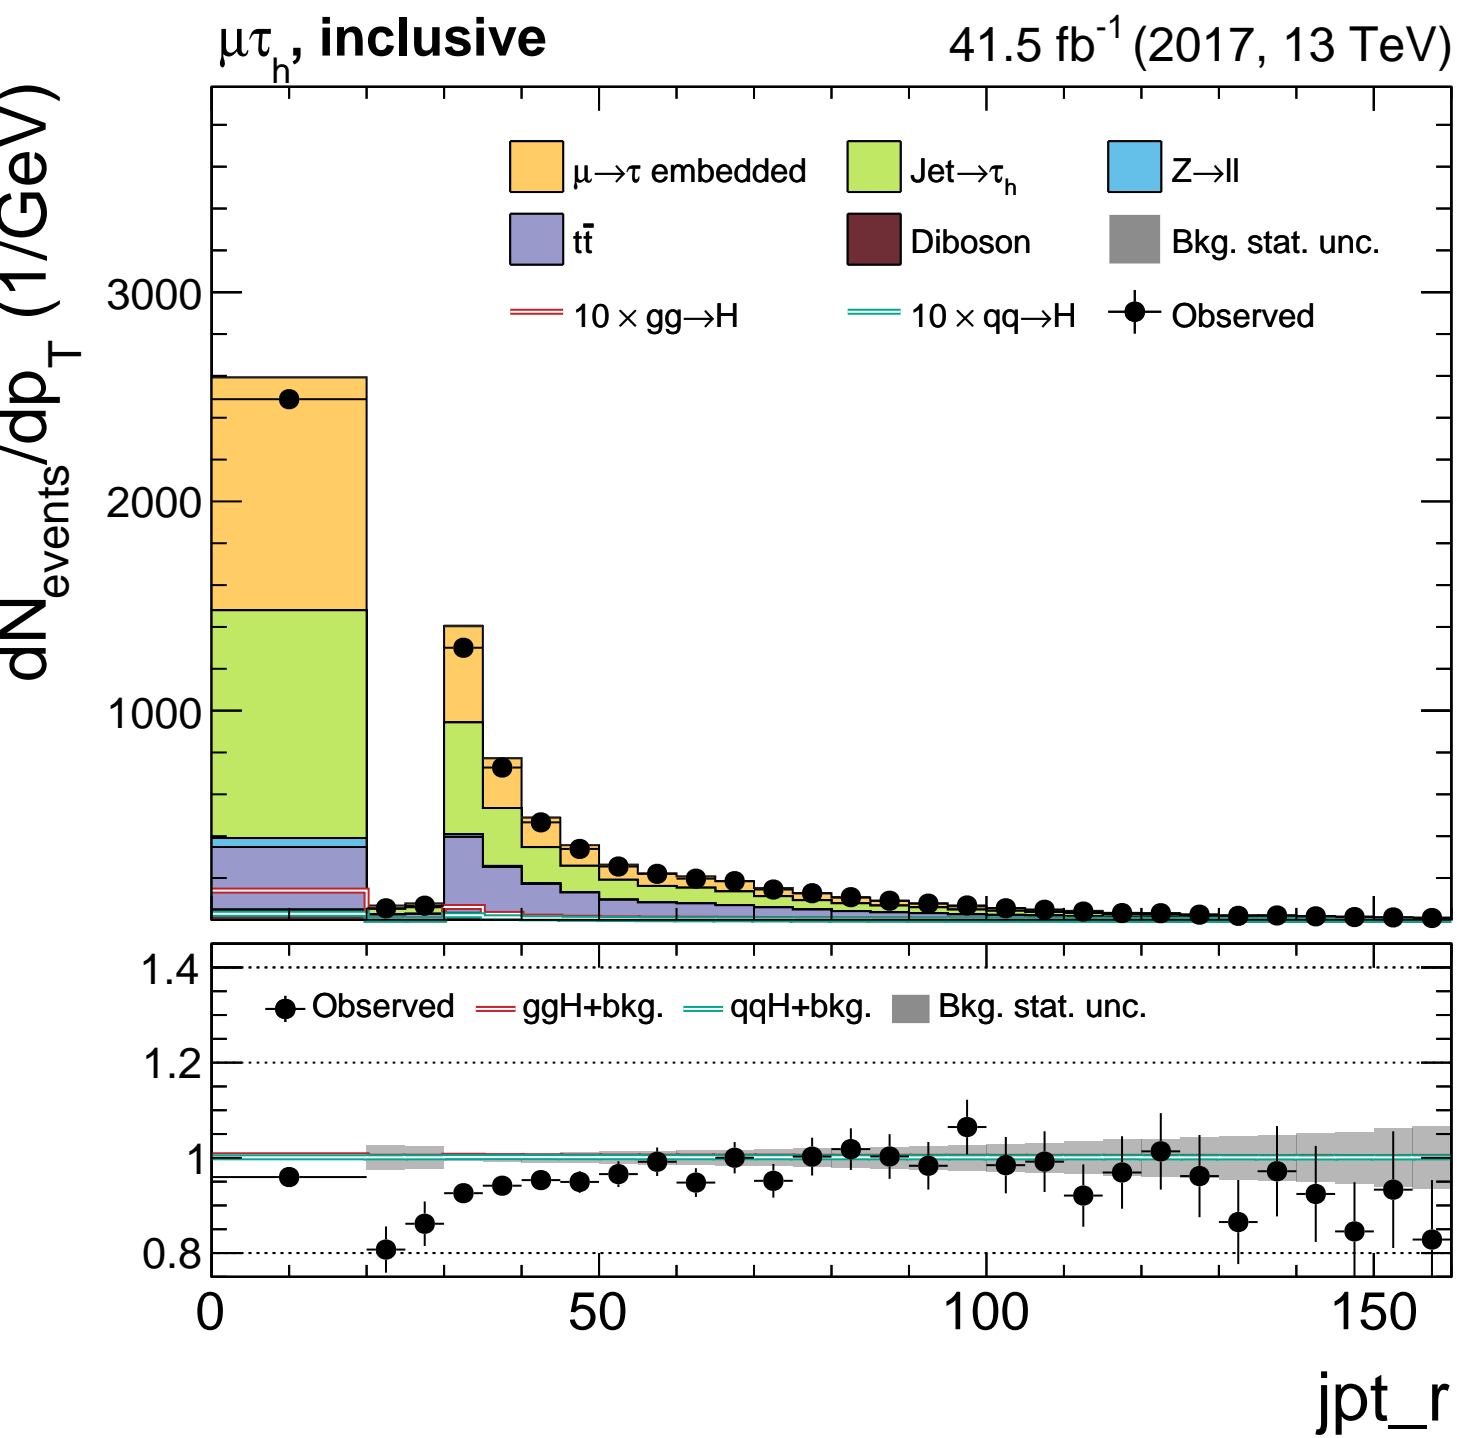 μτₕ, inclusive 41.5 fb⁻¹ (2017, 13 TeV)
dN_events/dp_T (1/GeV)
μ→τ embedded Jet→τₕ Z→ll
tt̄ Diboson Bkg. stat. unc.
10 × gg→H 10 × qq→H Observed
3000
2000
1000
1.4
Observed ggH+bkg. qqH+bkg. Bkg. stat. unc.
1.2
1
0.8
0 50 100 150
jpt_r